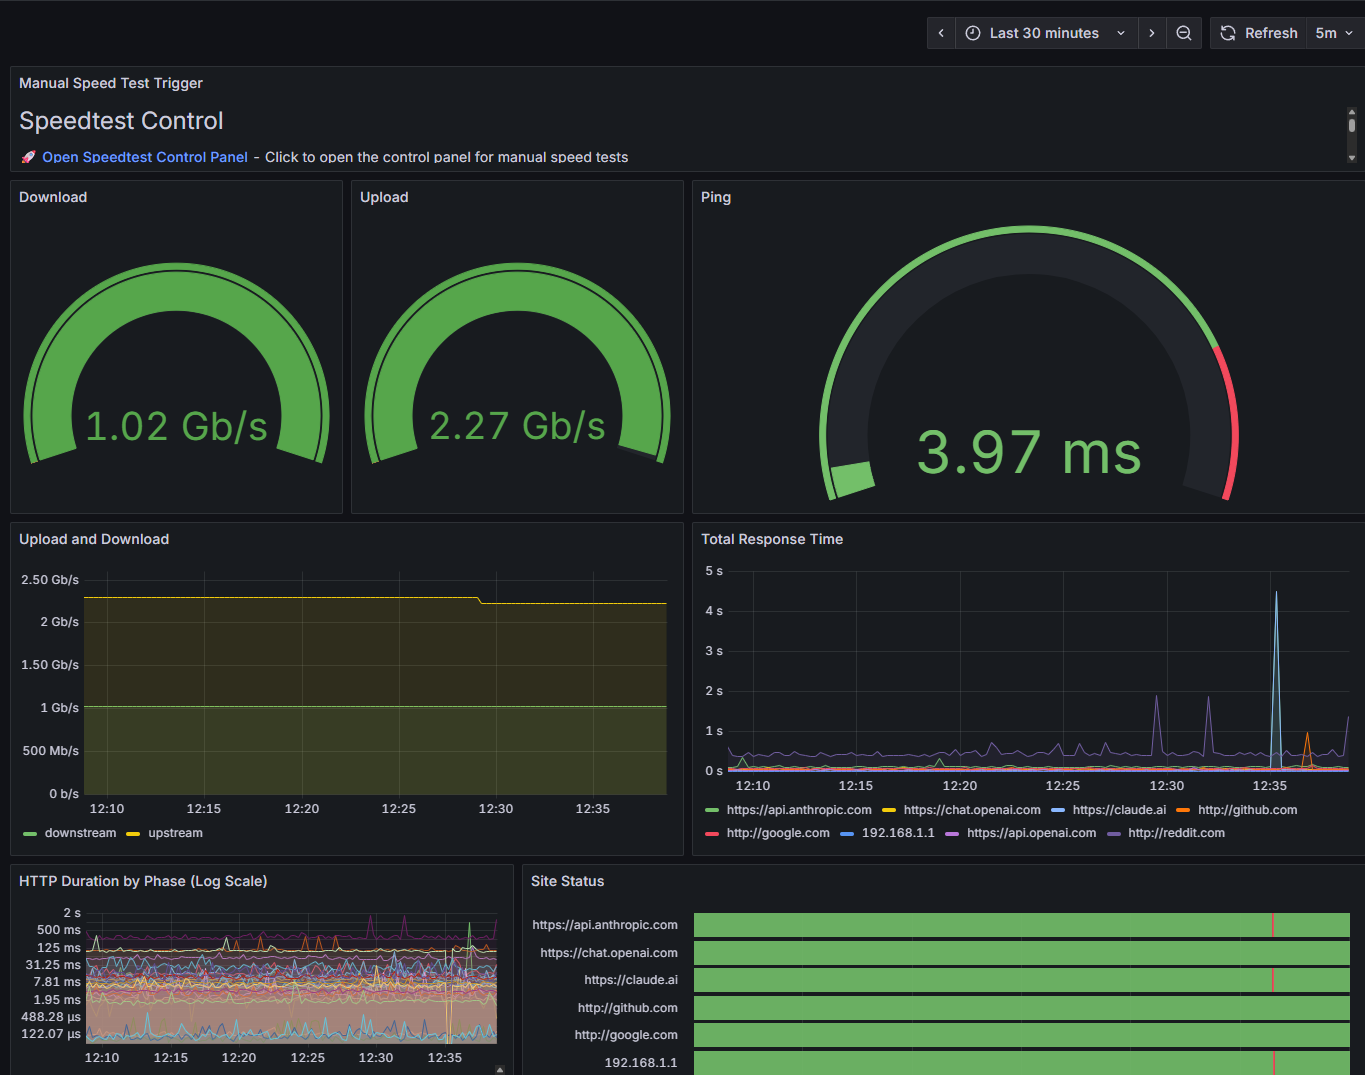 Last 30 minutes
Refresh
5m
Manual Speed Test Trigger
Speedtest Control
🚀 Open Speedtest Control Panel - Click to open the control panel for manual speed tests
Download
1.02 Gb/s
Upload
2.27 Gb/s
Ping
3.97 ms
Upload and Download
2.50 Gb/s
2 Gb/s
1.50 Gb/s
1 Gb/s
500 Mb/s
0 b/s
12:10 12:15 12:20 12:25 12:30 12:35
downstream upstream
Total Response Time
5 s
4 s
3 s
2 s
1 s
0 s
12:10 12:15 12:20 12:25 12:30 12:35
https://api.anthropic.com https://chat.openai.com https://claude.ai http://github.com
http://google.com 192.168.1.1 https://api.openai.com http://reddit.com
HTTP Duration by Phase (Log Scale)
2 s
500 ms
125 ms
31.25 ms
7.81 ms
1.95 ms
488.28 µs
122.07 µs
12:10 12:15 12:20 12:25 12:30 12:35
Site Status
https://api.anthropic.com
https://chat.openai.com
https://claude.ai
http://github.com
http://google.com
192.168.1.1